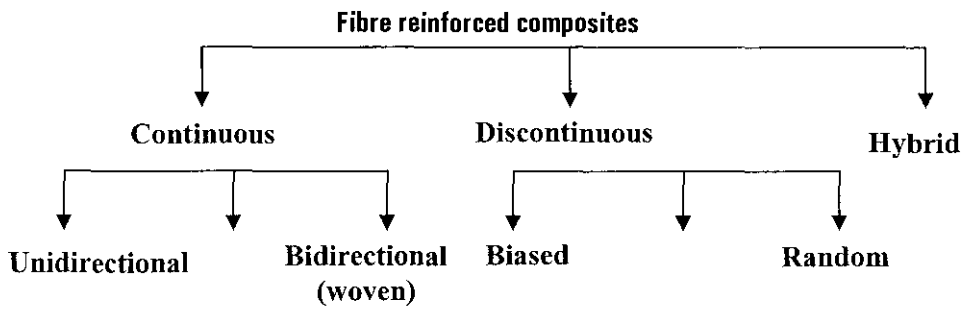 Fibre reinforced composites
Continuous
Discontinuous
Hybrid
Unidirectional
Bidirectional
(woven)
Biased
Random